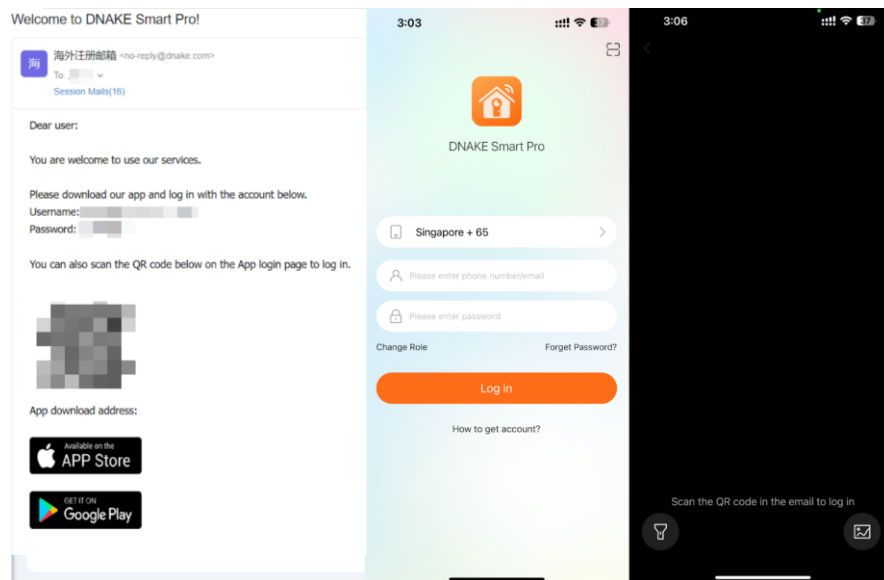 Welcome to DNAKE Smart Pro!
海
海外注册邮箱 <no-reply@dnake.com>
To:
Session Mails(16)
Dear user:
You are welcome to use our services.
Please download our app and log in with the account below.
Username:
Password:
You can also scan the QR code below on the App login page to log in.
App download address:
Available on the
APP Store
GET IT ON
Google Play
3:03
37
DNAKE Smart Pro
Singapore + 65
Please enter phone number/email
Please enter password
Change Role
Forget Password?
Log in
How to get account?
3:06
37
Scan the QR code in the email to log in